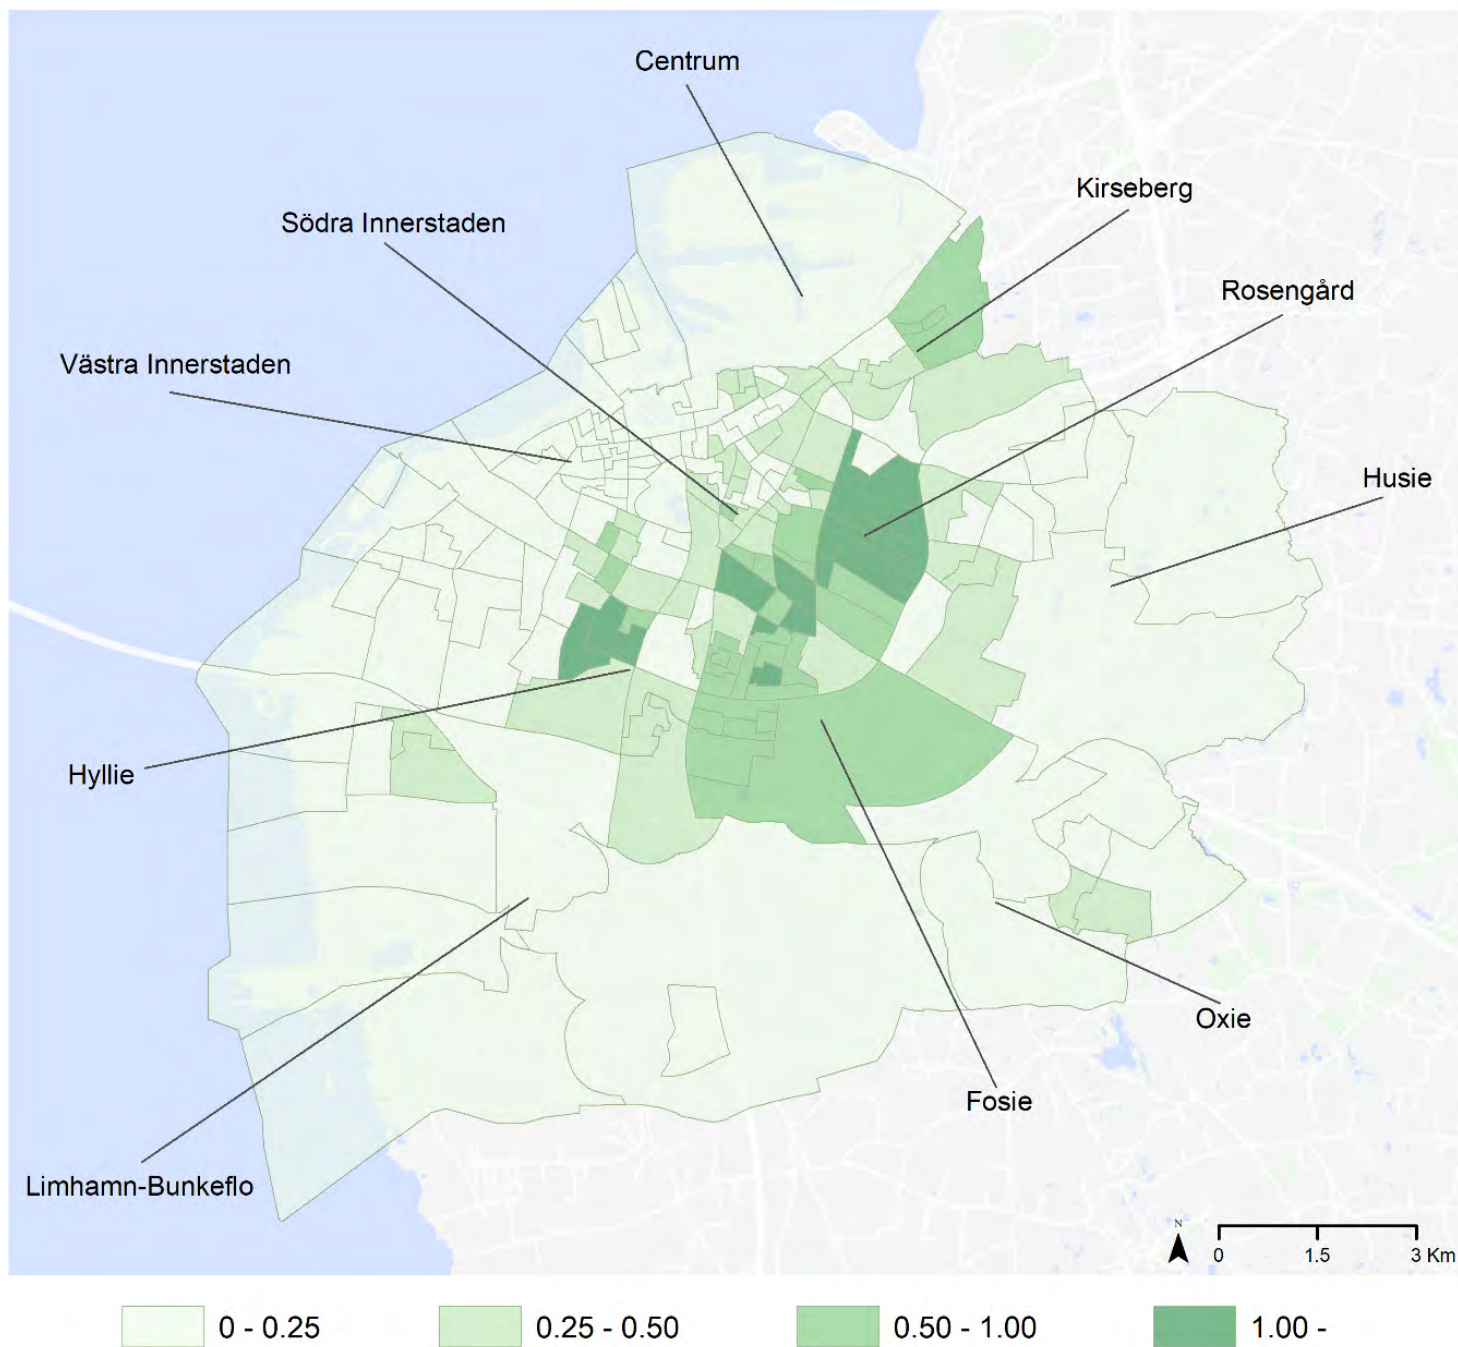 Centrum
Kirseberg
Södra Innerstaden
Rosengård
Västra Innerstaden
Husie
Hyllie
Oxie
Fosie
Limhamn-Bunkeflo
N
0 1.5 3 Km
0 - 0.25 0.25 - 0.50 0.50 - 1.00 1.00 -